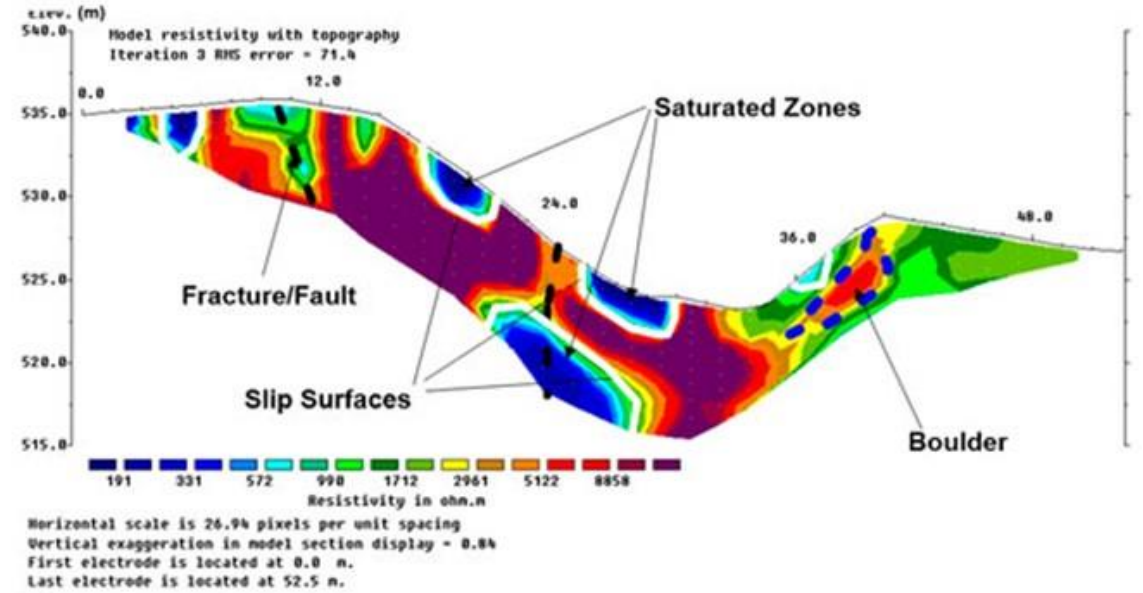 Elev. (m)
540.0
Model resistivity with topography
Iteration 3 RMS error = 71.4
12.0
0.0
535.0
Saturated Zones
530.0
24.0
48.0
36.0
525.0
Fracture/Fault
520.0
Slip Surfaces
Boulder
515.0
191 331 572 990 1712 2961 5122 8858
Resistivity in ohm.m
Horizontal scale is 26.94 pixels per unit spacing
Vertical exaggeration in model section display = 0.84
First electrode is located at 0.0 m.
Last electrode is located at 52.5 m.